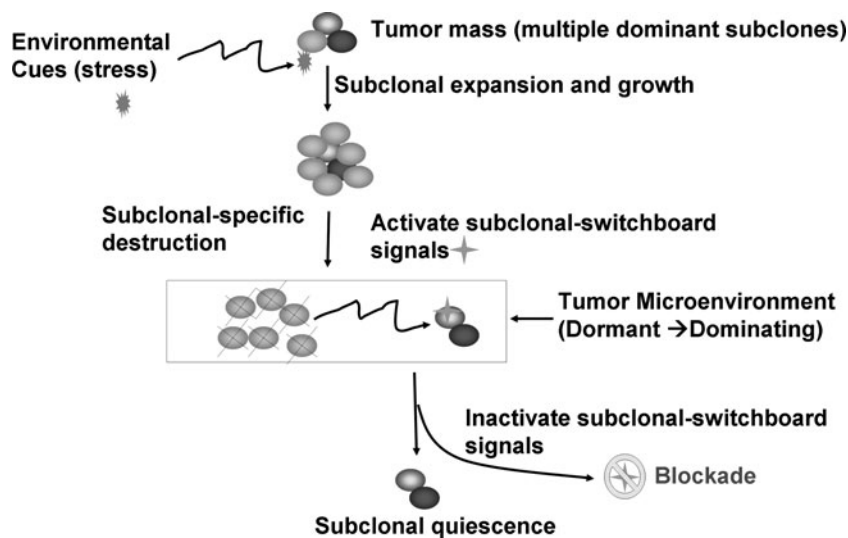 Environmental
Cues (stress)
Tumor mass (multiple dominant subclones)
Subclonal expansion and growth
Subclonal-specific
destruction
Activate subclonal-switchboard
signals
Tumor Microenvironment
(Dormant →Dominating)
Inactivate subclonal-switchboard
signals
Blockade
Subclonal quiescence